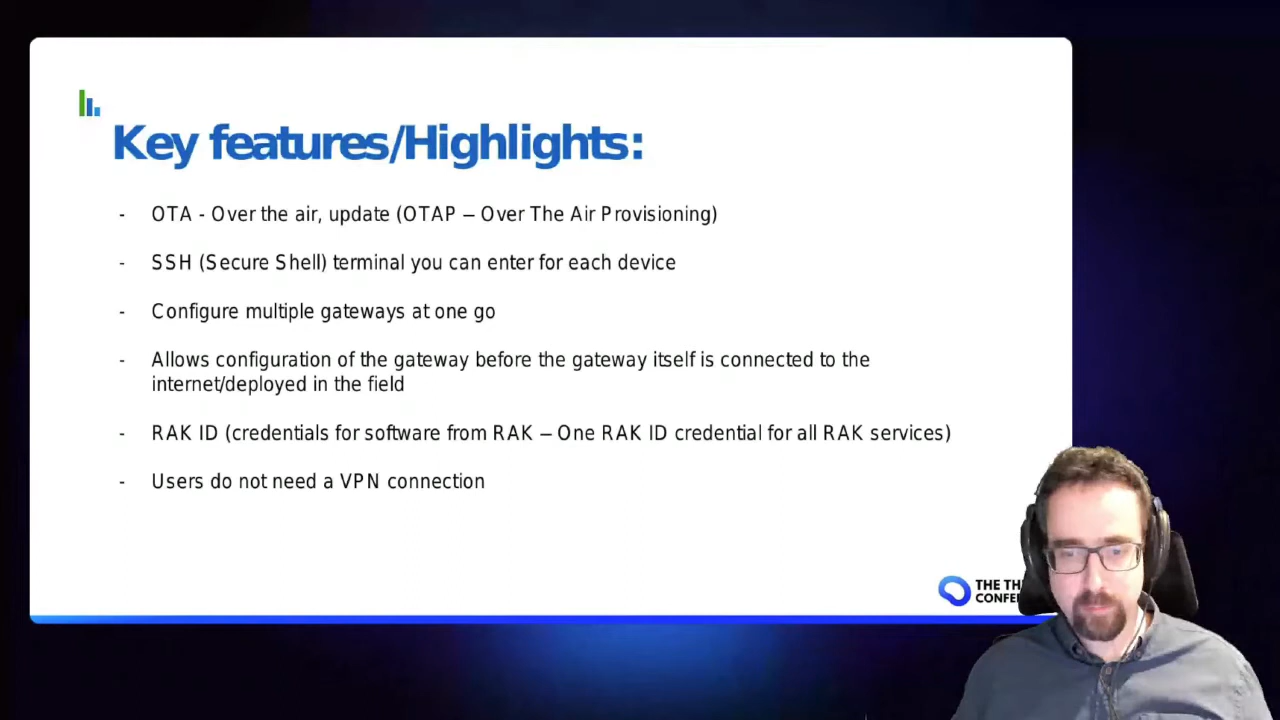 Key features/Highlights:
- OTA - Over the air, update (OTAP – Over The Air Provisioning)
- SSH (Secure Shell) terminal you can enter for each device
- Configure multiple gateways at one go
- Allows configuration of the gateway before the gateway itself is connected to the
internet/deployed in the field
- RAK ID (credentials for software from RAK – One RAK ID credential for all RAK services)
- Users do not need a VPN connection
THE